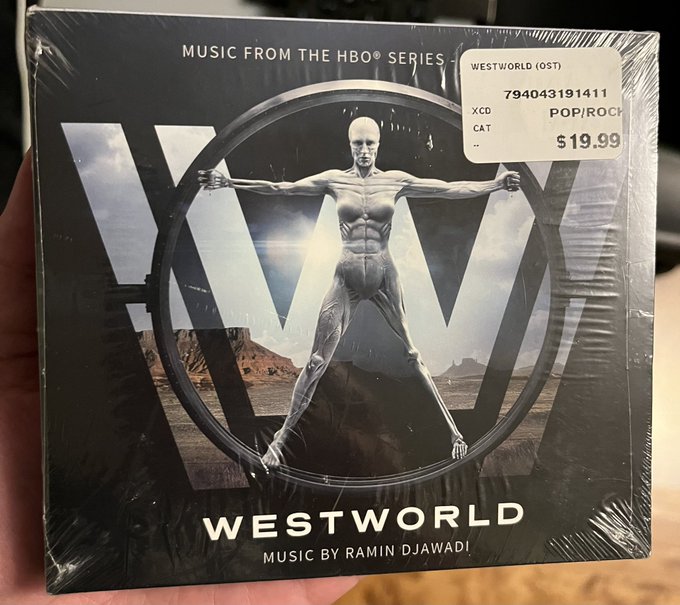 MUSIC FROM THE HBO® SERIES -
WESTWORLD (OST)
794043191411
XCD POP/ROCK
CAT
.. $19.99
W
WESTWORLD
MUSIC BY RAMIN DJAWADI